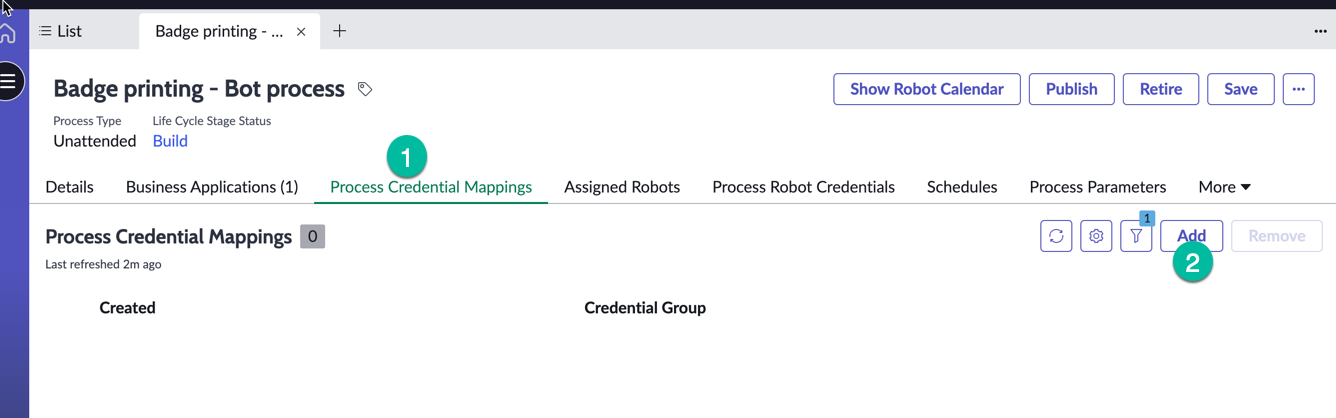 List
Badge printing - ...
Badge printing - Bot process
Show Robot Calendar
Publish
Retire
Save
Process Type
Life Cycle Stage Status
Unattended
Build
1
Details
Business Applications (1)
Process Credential Mappings
Assigned Robots
Process Robot Credentials
Schedules
Process Parameters
More
Process Credential Mappings 0
1
Add
Remove
2
Last refreshed 2m ago
Created
Credential Group